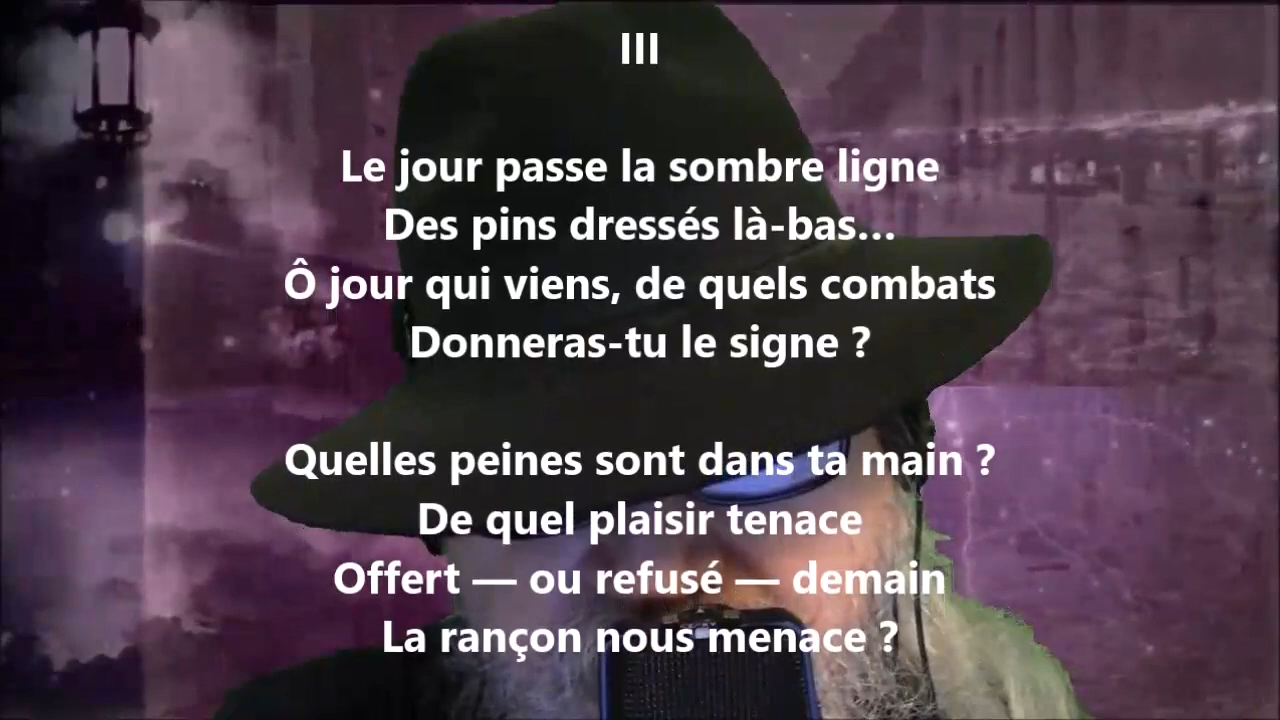 III
Le jour passe la sombre ligne
Des pins dressés là-bas...
Ô jour qui viens, de quels combats
Donneras-tu le signe ?
Quelles peines sont dans ta main ?
De quel plaisir tenace
Offert — ou refusé — demain
La rançon nous menace ?